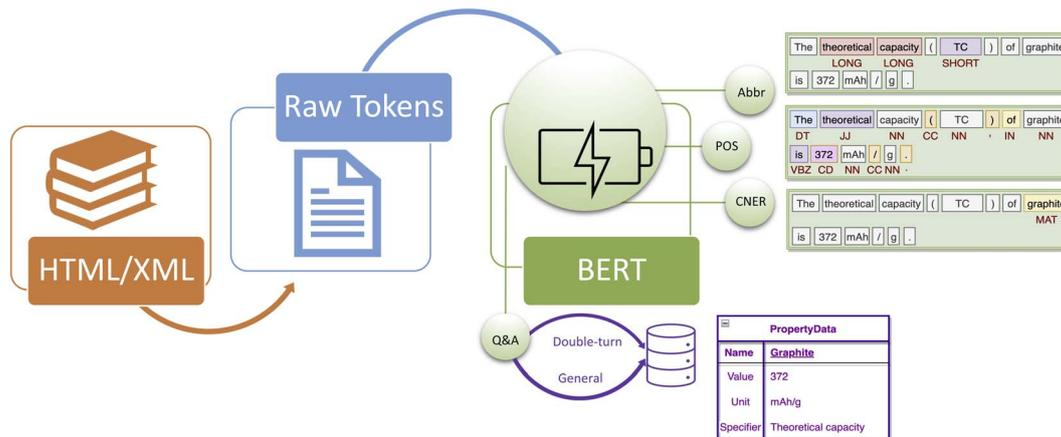 HTML/XML
Raw Tokens
BERT
Abbr
POS
CNER
Q&A
Double-turn
General
The theoretical capacity ( TC ) of graphite
LONG LONG SHORT
is 372 mAh / g .
The theoretical capacity ( TC ) of graphite
DT JJ NN CC NN , IN NN
is 372 mAh / g .
VBZ CD NN CC NN .
The theoretical capacity ( TC ) of graphite
MAT
is 372 mAh / g .
PropertyData
Name Graphite
Value 372
Unit mAh/g
Specifier Theoretical capacity